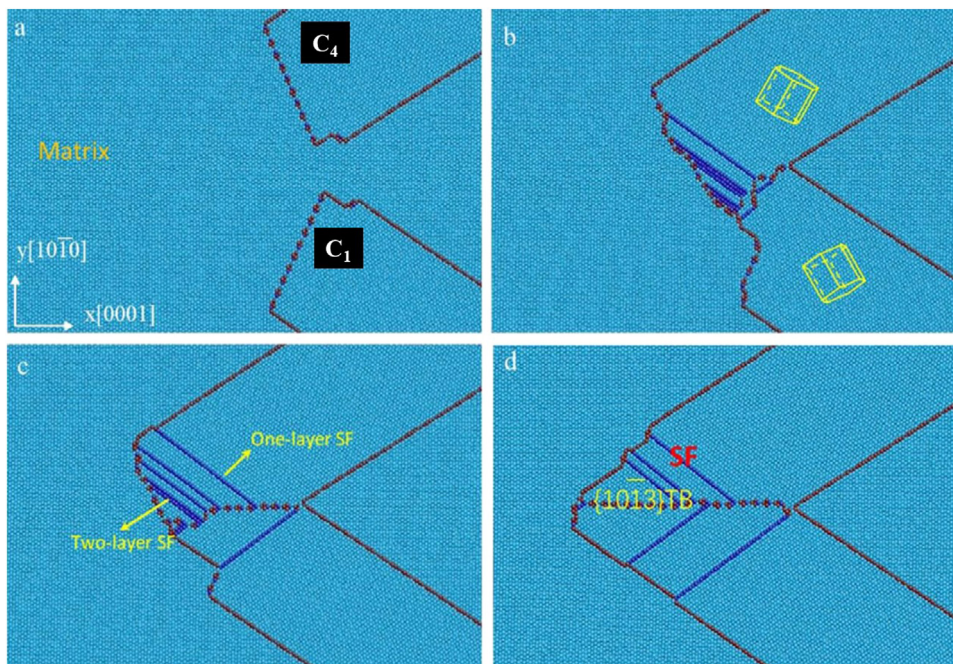 a
C₄
Matrix
C₁
y[101̅0]
x[0001]
b
c
One-layer SF
Two-layer SF
d
SF
{101̅3}TB